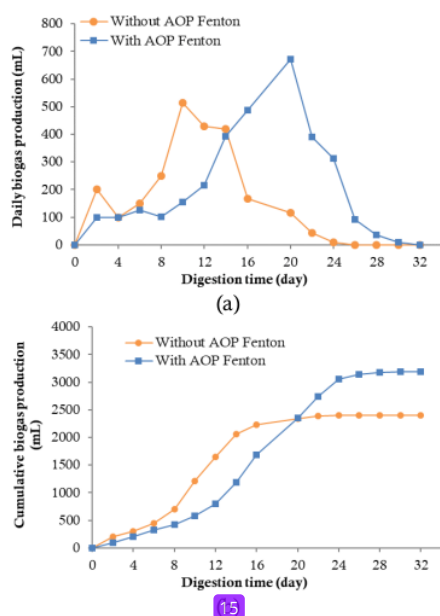 800
Without AOP Fenton
700
With AOP Fenton
600
500
400
300
200
100
0
Daily biogas production (mL)
0 4 8 12 16 20 24 28 32
Digestion time (day)
(a)
4000
Without AOP Fenton
3500
With AOP Fenton
3000
2500
2000
1500
1000
500
0
Cumulative biogas production
(mL)
0 4 8 12 16 20 24 28 32
Digestion time (day)
15